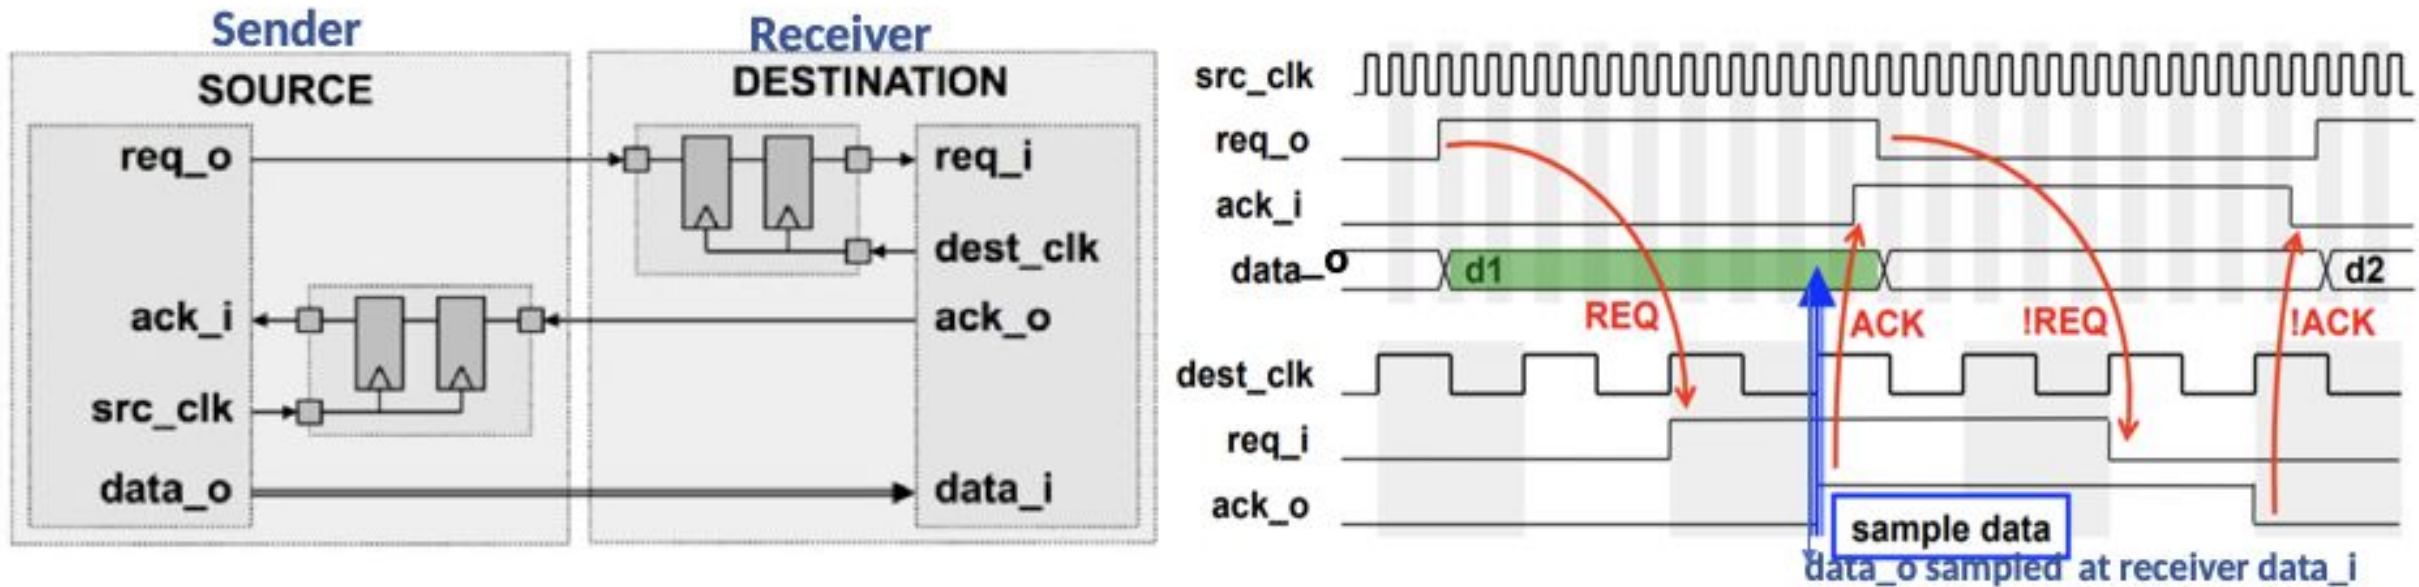 Sender
Receiver
SOURCE
DESTINATION
req_o
req_i
dest_clk
ack_i
ack_o
src_clk
data_o
data_i
src_clk
req_o
ack_i
data_o
d1
d2
REQ
ACK
!REQ
!ACK
dest_clk
req_i
ack_o
sample data
data_o sampled at receiver data_i